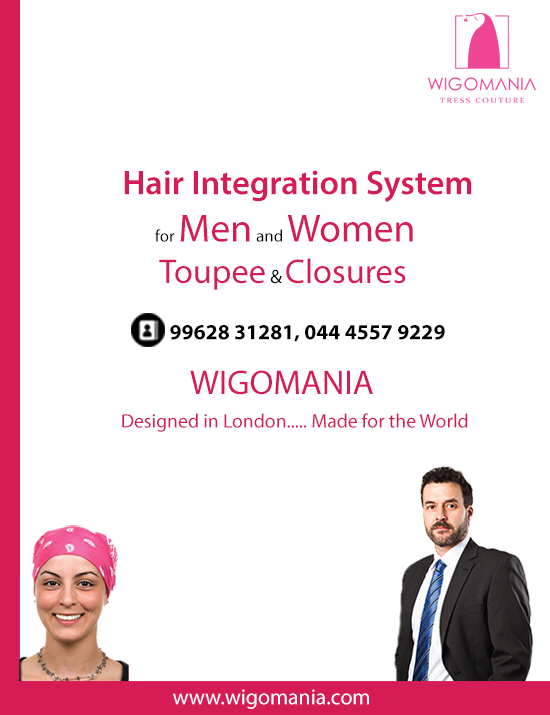 WIGOMANIA
TRESS COUTURE
Hair Integration System
for Men and Women
Toupee & Closures
99628 31281, 044 4557 9229
WIGOMANIA
Designed in London..... Made for the World
www.wigomania.com